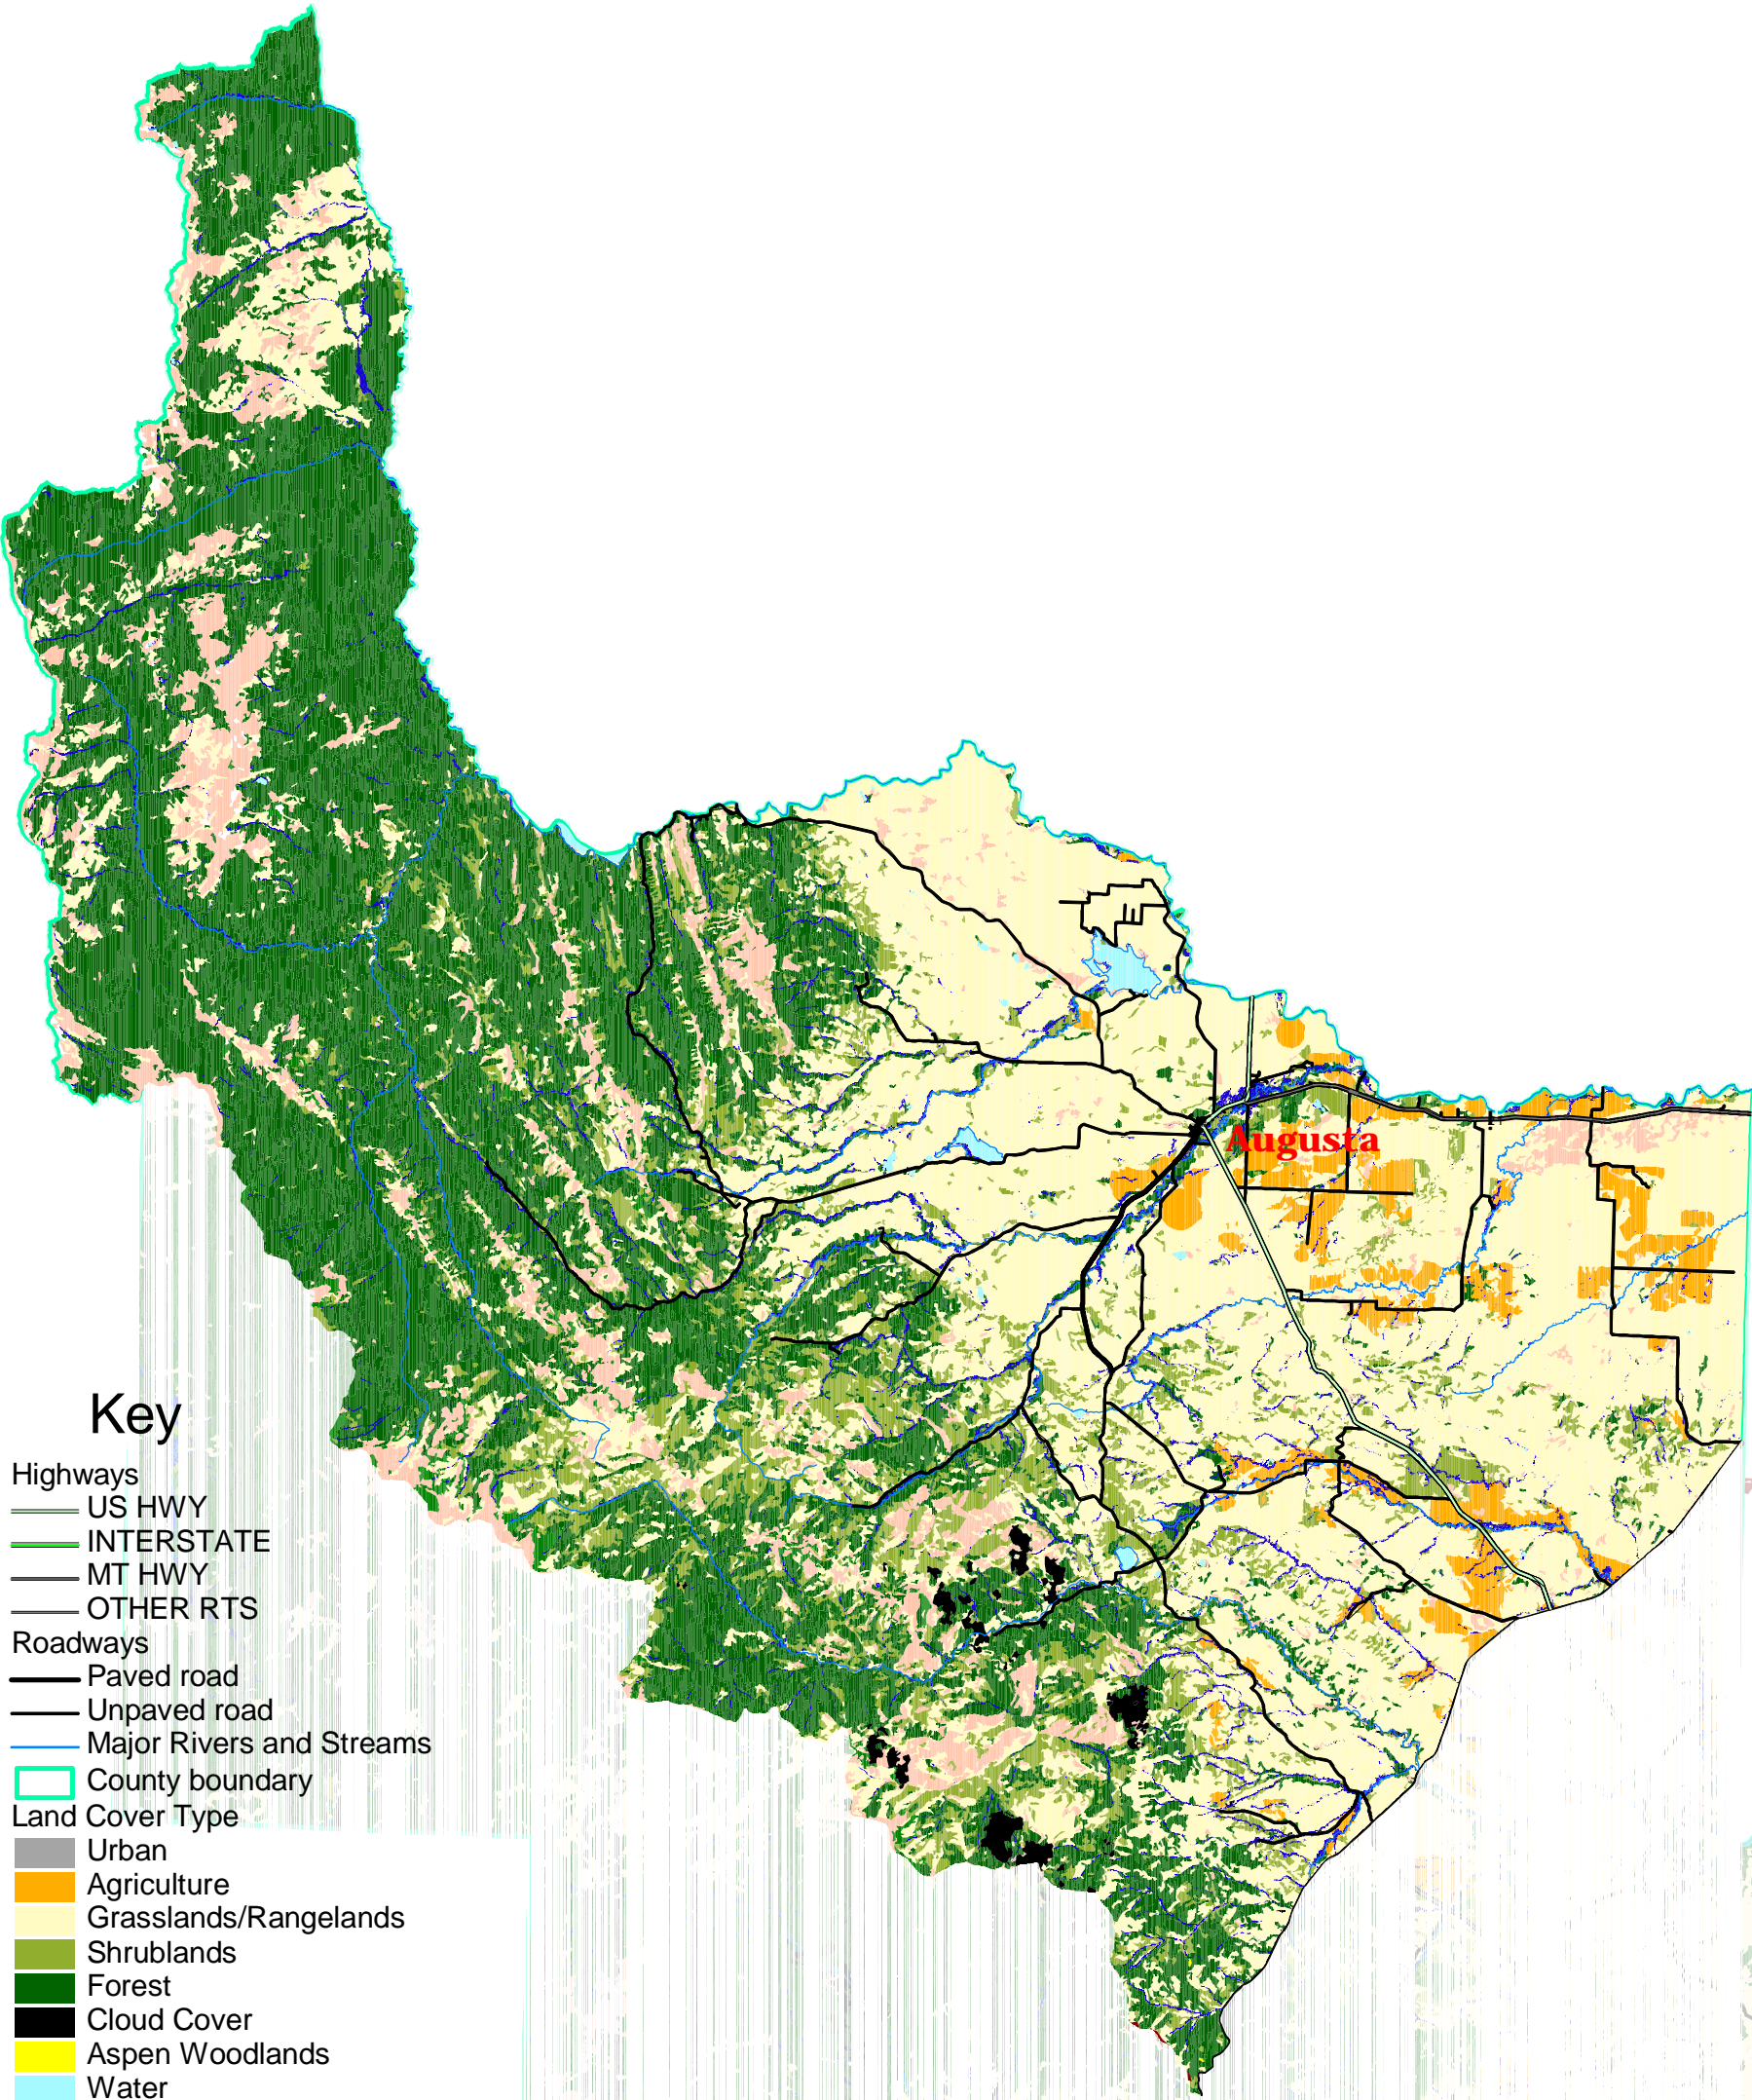 Augusta
Key
Highways
US HWY
INTERSTATE
MT HWY
OTHER RTS
Roadways
Paved road
Unpaved road
Major Rivers and Streams
County boundary
Land Cover Type
Urban
Agriculture
Grasslands/Rangelands
Shrublands
Forest
Cloud Cover
Aspen Woodlands
Water